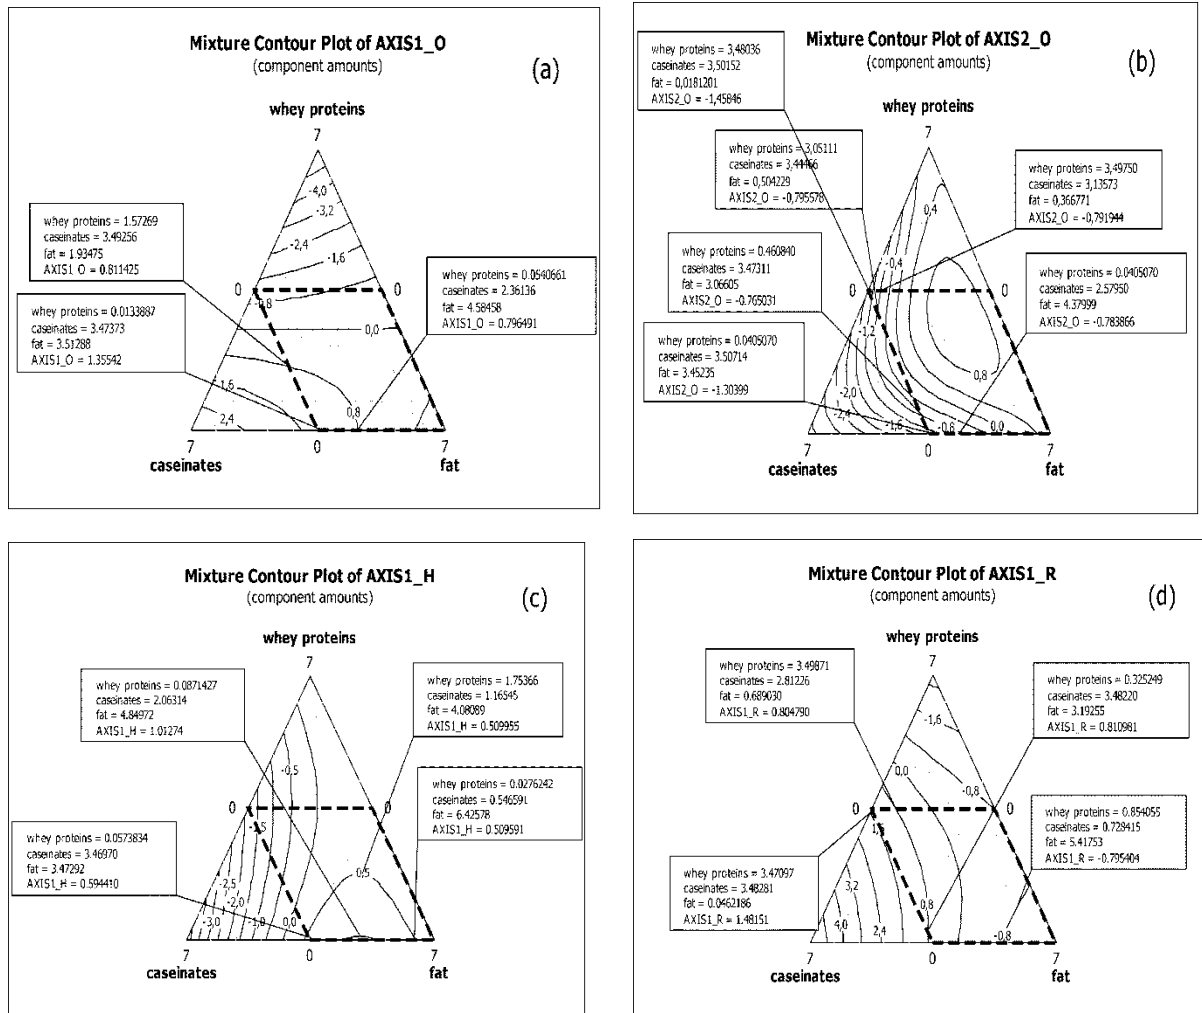 Mixture Contour Plot of AXIS1_O
(component amounts)
(a)
whey proteins
7
-4,0
-3,2
-2,4
-1,6
whey proteins = 1.57269
caseinates = 3.49256
fat = 1.93475
AXIS1_O = 0.811425
whey proteins = 0.0540661
caseinates = 2.36136
fat = 4.58458
AXIS1_O = 0.796491
0
0
-0,8
0,0
whey proteins = 0.0133887
caseinates = 3.47373
fat = 3.51288
AXIS1_O = 1.35542
1,6
0,8
2,4
7
0
7
caseinates
fat
Mixture Contour Plot of AXIS2_O
(component amounts)
(b)
whey proteins = 3,48036
caseinates = 3,50152
fat = 0,0181201
AXIS2_O = -1,45846
whey proteins
7
whey proteins = 3,05111
caseinates = 3,44466
fat = 0,504229
AXIS2_O = -0,795578
whey proteins = 3,49750
caseinates = 3,13573
fat = 0,366771
AXIS2_O = -0,791944
0,4
-0,4
whey proteins = 0.460840
caseinates = 3.47311
fat = 3.06605
AXIS2_O = -0.765031
whey proteins = 0.0405070
caseinates = 2.57950
fat = 4.37999
AXIS2_O = -0.783866
0
0
-1,2
whey proteins = 0.0405070
caseinates = 3.50714
fat = 3.45235
AXIS2_O = -1.30399
0,8
-2,0
-2,4
-1,6
-0,8
0,0
7
0
7
caseinates
fat
Mixture Contour Plot of AXIS1_H
(component amounts)
(c)
whey proteins
7
whey proteins = 0.0871427
caseinates = 2.06314
fat = 4.84972
AXIS1_H = 1.01274
whey proteins = 1.75366
caseinates = 1.16545
fat = 4.08089
AXIS1_H = 0.509955
-0,5
whey proteins = 0.0276242
caseinates = 0.546591
fat = 6.42578
AXIS1_H = 0.509591
0
0
-1,5
whey proteins = 0.0573834
caseinates = 3.46970
fat = 3.47292
AXIS1_H = 0.594410
0,5
-2,5
-2,0
-3,0
-1,0
0,0
7
0
7
caseinates
fat
Mixture Contour Plot of AXIS1_R
(component amounts)
(d)
whey proteins
7
whey proteins = 3.49871
caseinates = 2.81226
fat = 0.689030
AXIS1_R = 0.804790
whey proteins = 0.325249
caseinates = 3.48220
fat = 3.19255
AXIS1_R = 0.810981
-1,6
0,0
-0,8
0
0
whey proteins = 0.854055
caseinates = 0.728415
fat = 5.41753
AXIS1_R = -0.795404
1,6
whey proteins = 3.47097
caseinates = 3.48281
fat = 0.0462186
AXIS1_R = 1.48151
3,2
0,8
4,0
2,4
-0,8
7
0
7
caseinates
fat